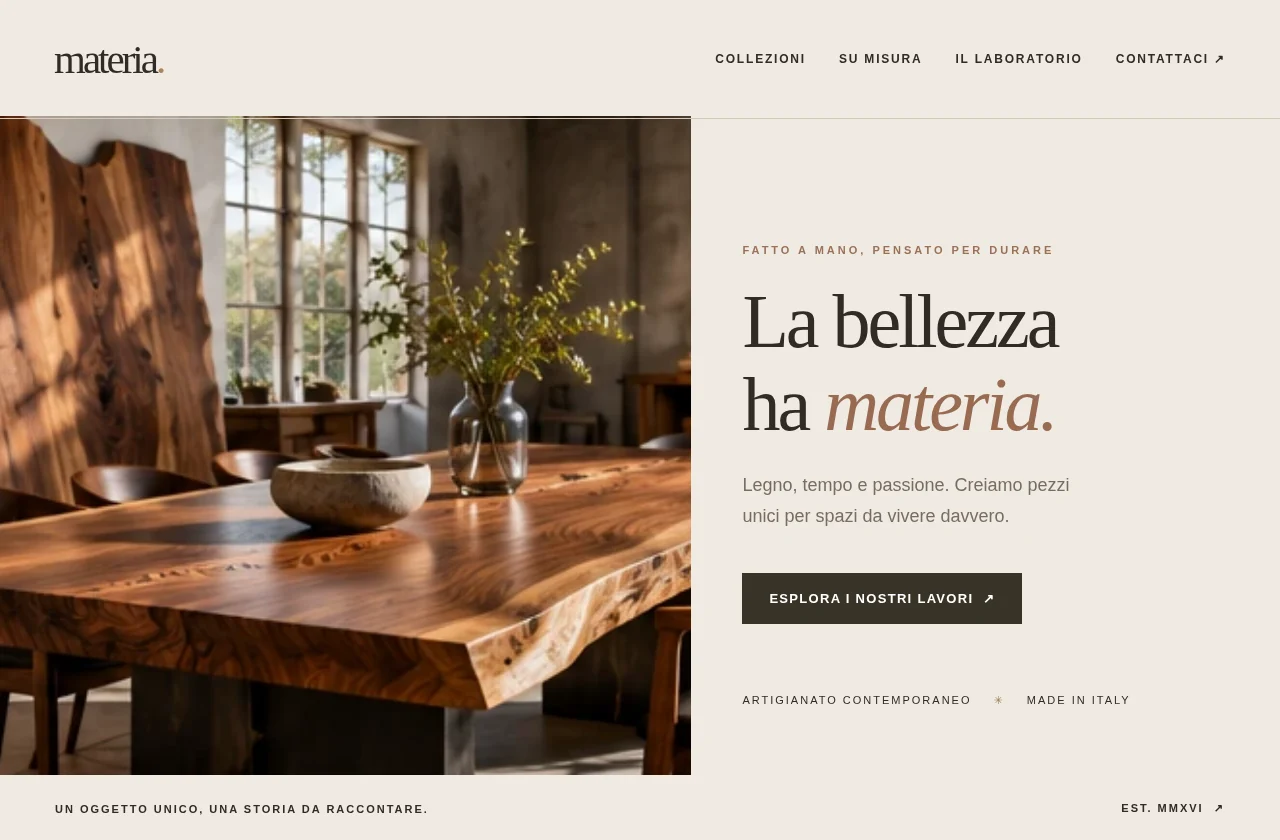 materia.
COLLEZIONI SU MISURA IL LABORATORIO CONTATTACI ↗
FATTO A MANO, PENSATO PER DURARE
La bellezza
ha materia.
Legno, tempo e passione. Creiamo pezzi
unici per spazi da vivere davvero.
ESPLORA I NOSTRI LAVORI ↗
ARTIGIANATO CONTEMPORANEO ✳ MADE IN ITALY
UN OGGETTO UNICO, UNA STORIA DA RACCONTARE.
EST. MMXVI ↗